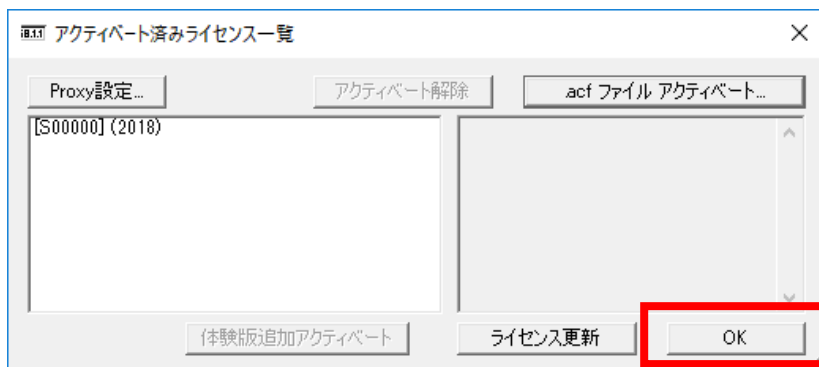 iB.1.1 アクティベート済みライセンス一覧
Proxy設定... アクティベート解除 .acf ファイル アクティベート...
[S00000] (2018)
体験版追加アクティベート ライセンス更新 OK